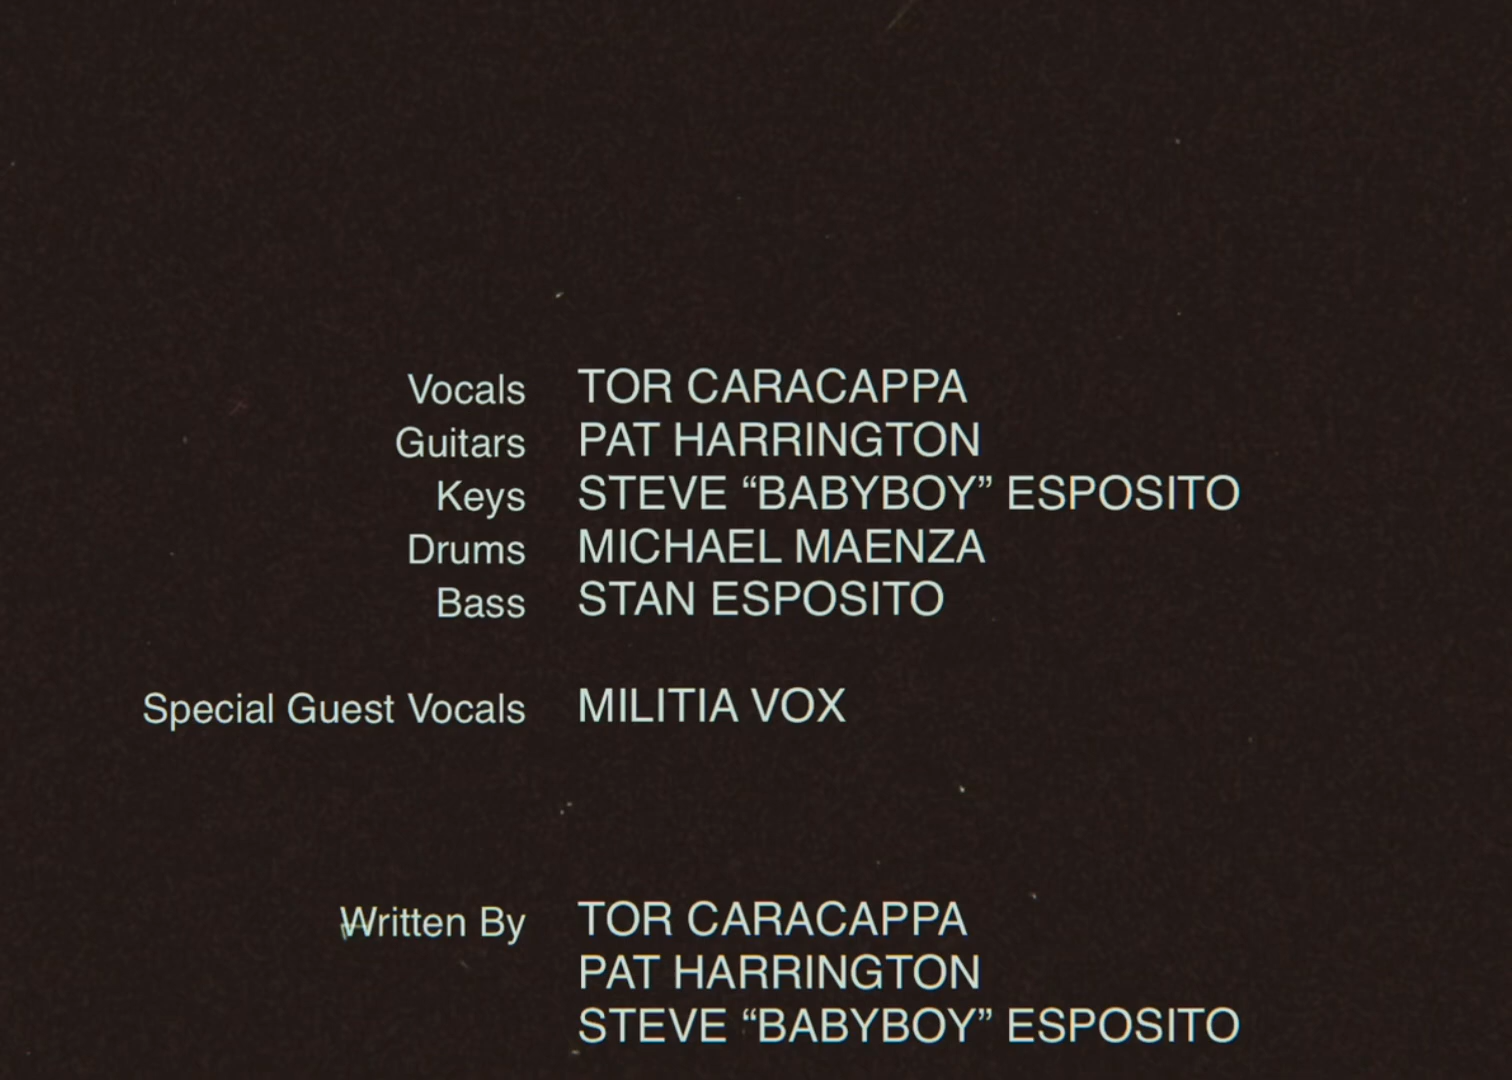 Vocals TOR CARACAPPA
Guitars PAT HARRINGTON
Keys STEVE “BABYBOY” ESPOSITO
Drums MICHAEL MAENZA
Bass STAN ESPOSITO
Special Guest Vocals MILITIA VOX
Written By TOR CARACAPPA
PAT HARRINGTON
STEVE “BABYBOY” ESPOSITO